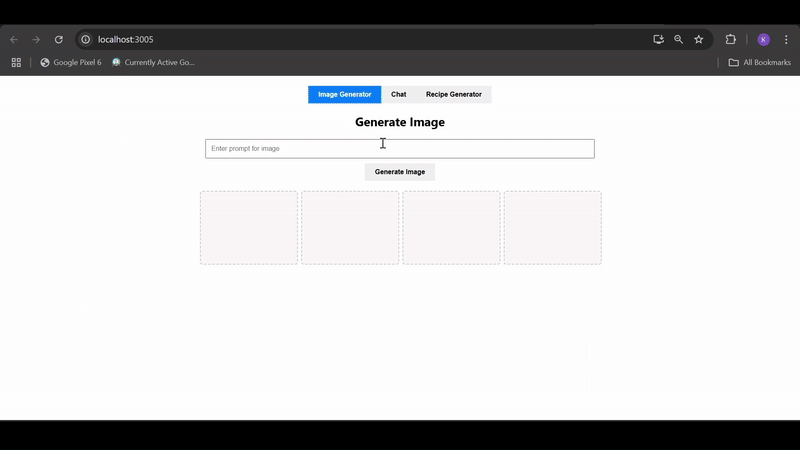 localhost:3005
K
Google Pixel 6
Currently Active Go...
All Bookmarks
Image Generator
Chat
Recipe Generator
Generate Image
Enter prompt for image
Generate Image